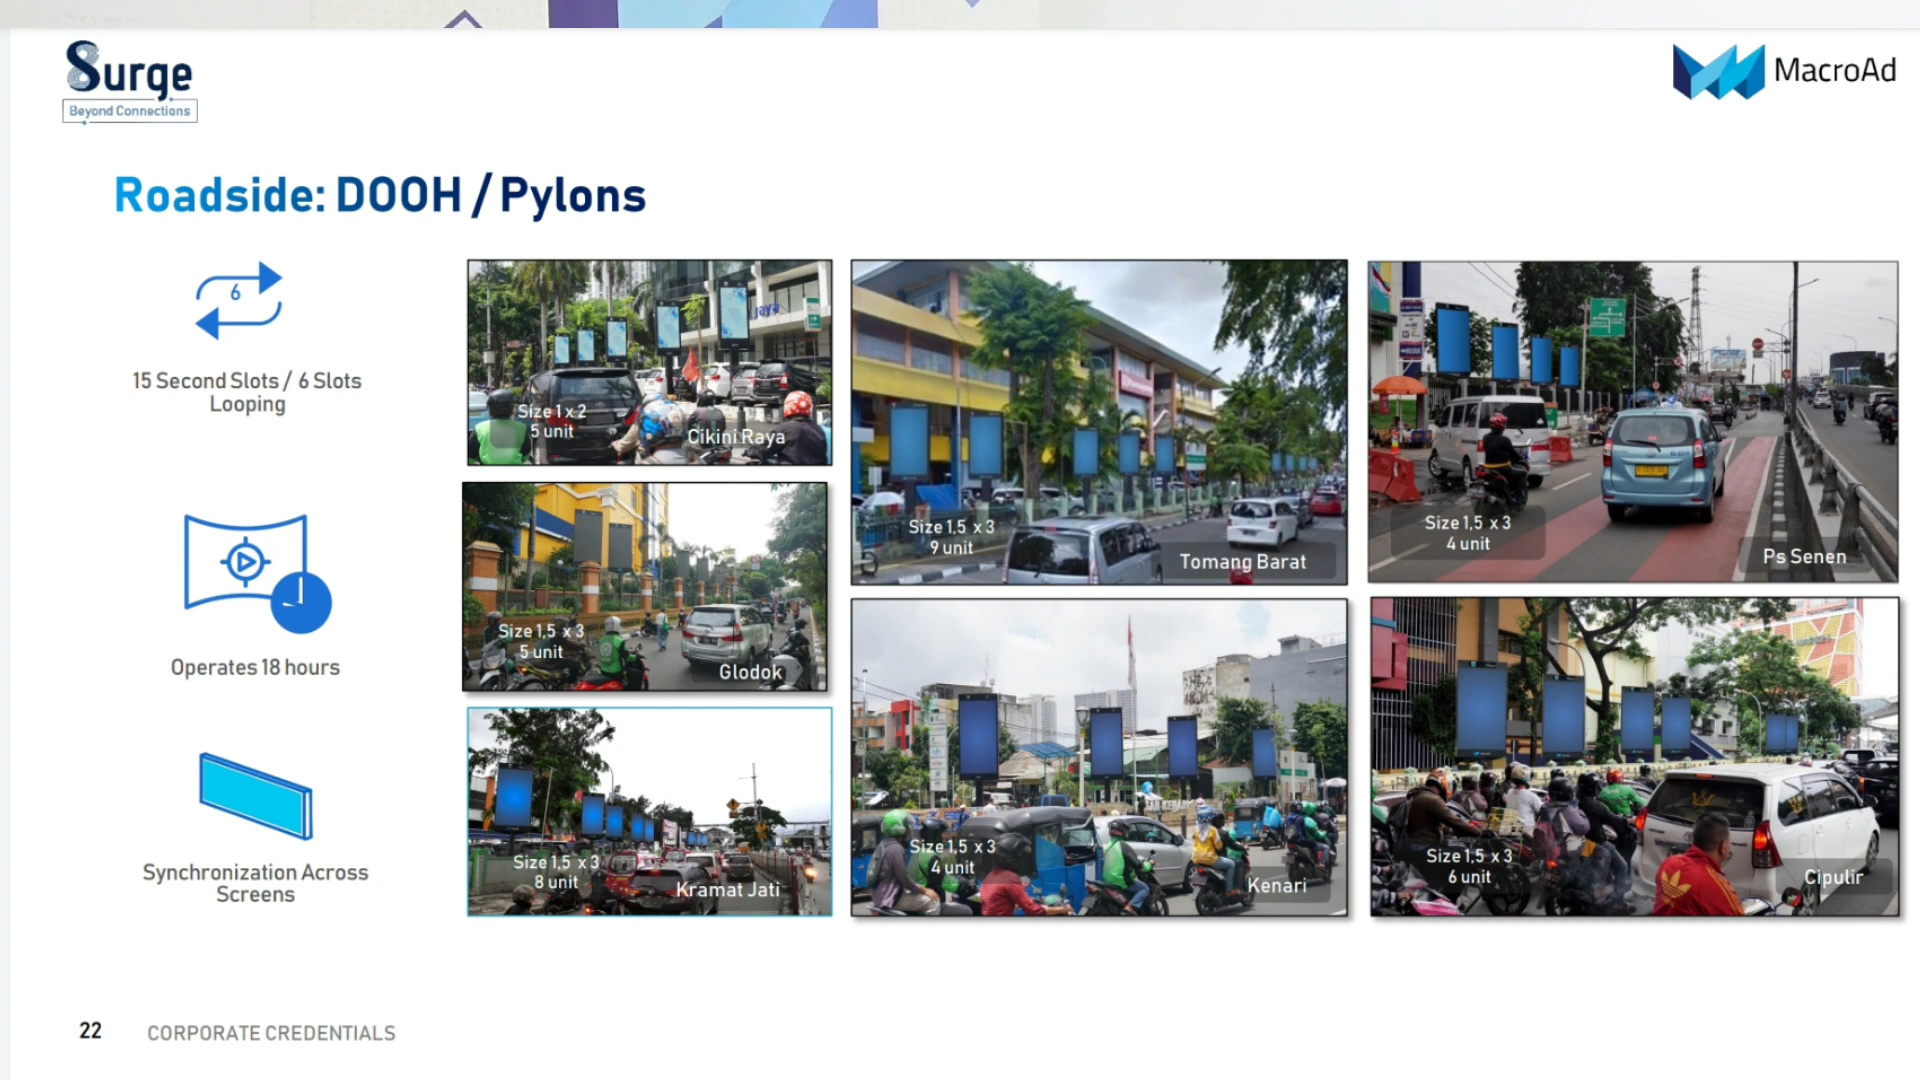 Surge
Beyond Connections
MacroAd
Roadside: DOOH / Pylons
6
15 Second Slots / 6 Slots
Looping
Operates 18 hours
Synchronization Across
Screens
Jaya
Size 1 x 2
5 unit
Cikini Raya
Size 1,5 x 3
5 unit
Glodok
Size 1,5 x 3
8 unit
Kramat Jati
Size 1,5 x 3
9 unit
Tomang Barat
Size 1,5 x 3
4 unit
Kenari
Size 1,5 x 3
4 unit
Ps Senen
Size 1,5 x 3
6 unit
Cipulir
22
CORPORATE CREDENTIALS